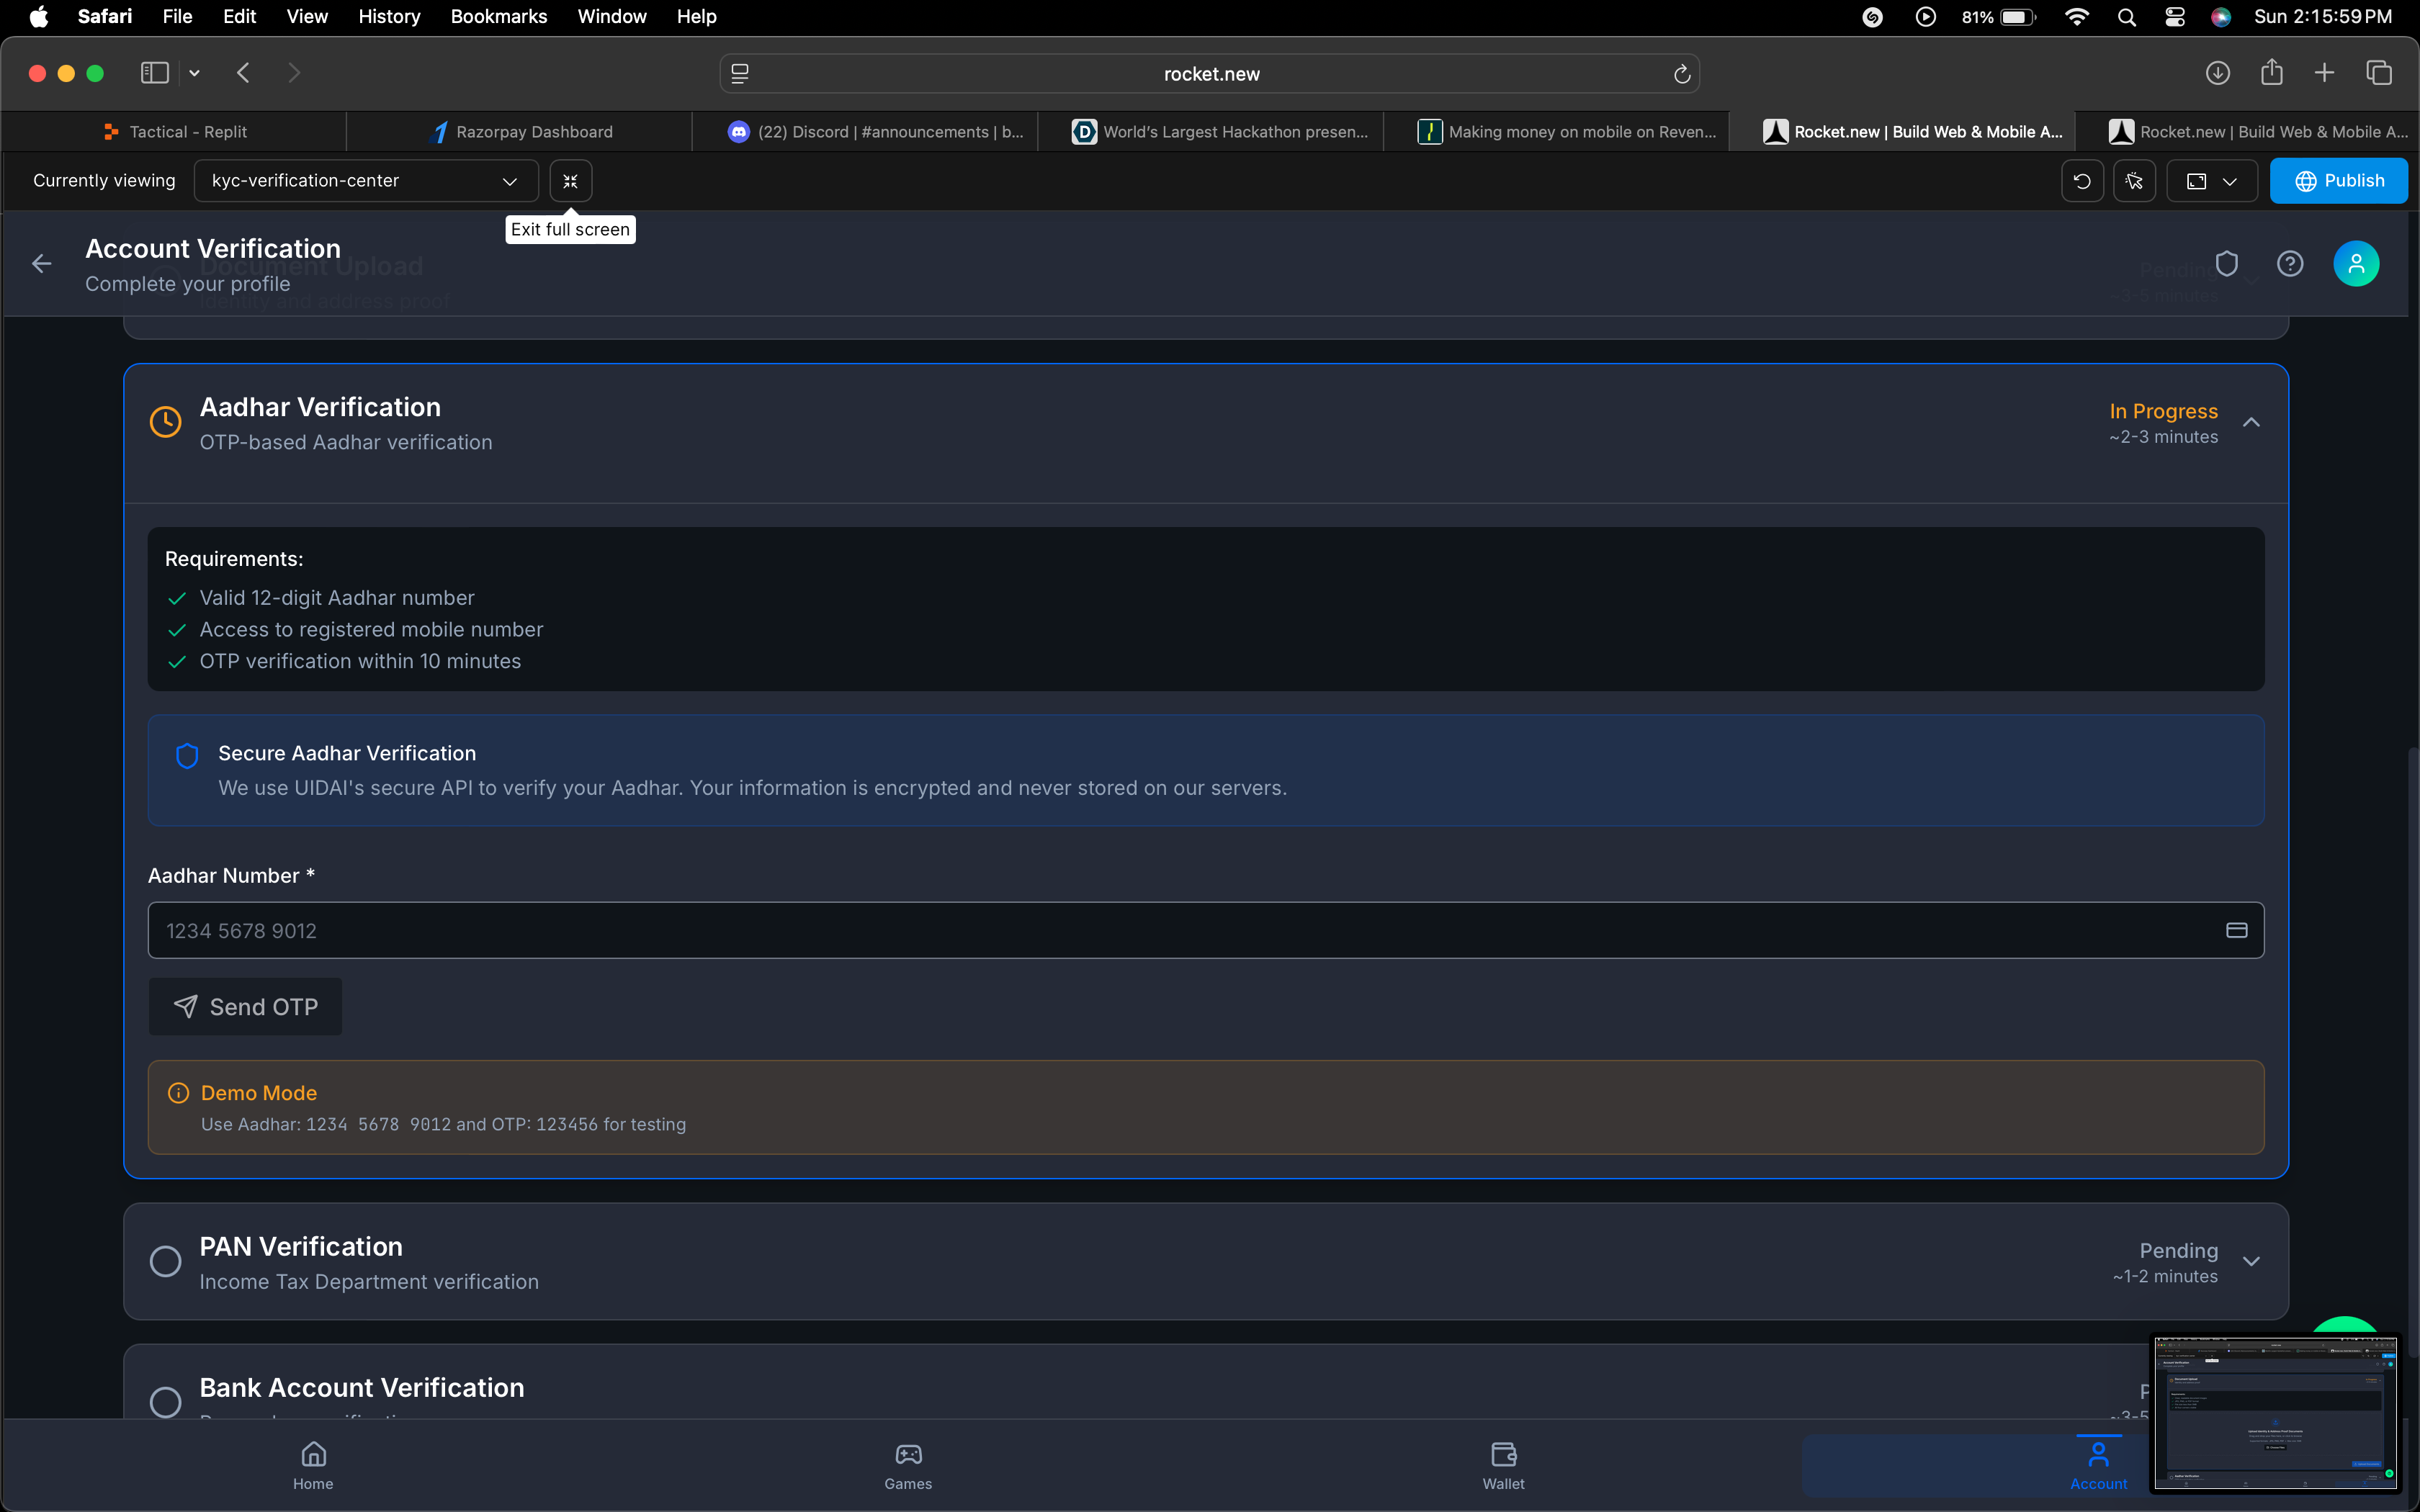 Safari File Edit View History Bookmarks Window Help 81% Sun 2:15:59 PM
rocket.new
Tactical - Replit
Razorpay Dashboard
(22) Discord | #announcements | b...
World's Largest Hackathon presen...
Making money on mobile on Reven...
Rocket.new | Build Web & Mobile A...
Rocket.new | Build Web & Mobile A...
Currently viewing kyc-verification-center Publish
Exit full screen
Account Verification
Complete your profile
Document Upload
Identity and address proof
Pending
~3-5 minutes
Aadhar Verification
OTP-based Aadhar verification
In Progress
~2-3 minutes
Requirements:
Valid 12-digit Aadhar number
Access to registered mobile number
OTP verification within 10 minutes
Secure Aadhar Verification
We use UIDAI's secure API to verify your Aadhar. Your information is encrypted and never stored on our servers.
Aadhar Number *
1234 5678 9012
Send OTP
Demo Mode
Use Aadhar: 1234 5678 9012 and OTP: 123456 for testing
PAN Verification
Income Tax Department verification
Pending
~1-2 minutes
Bank Account Verification
Home
Games
Wallet
Account